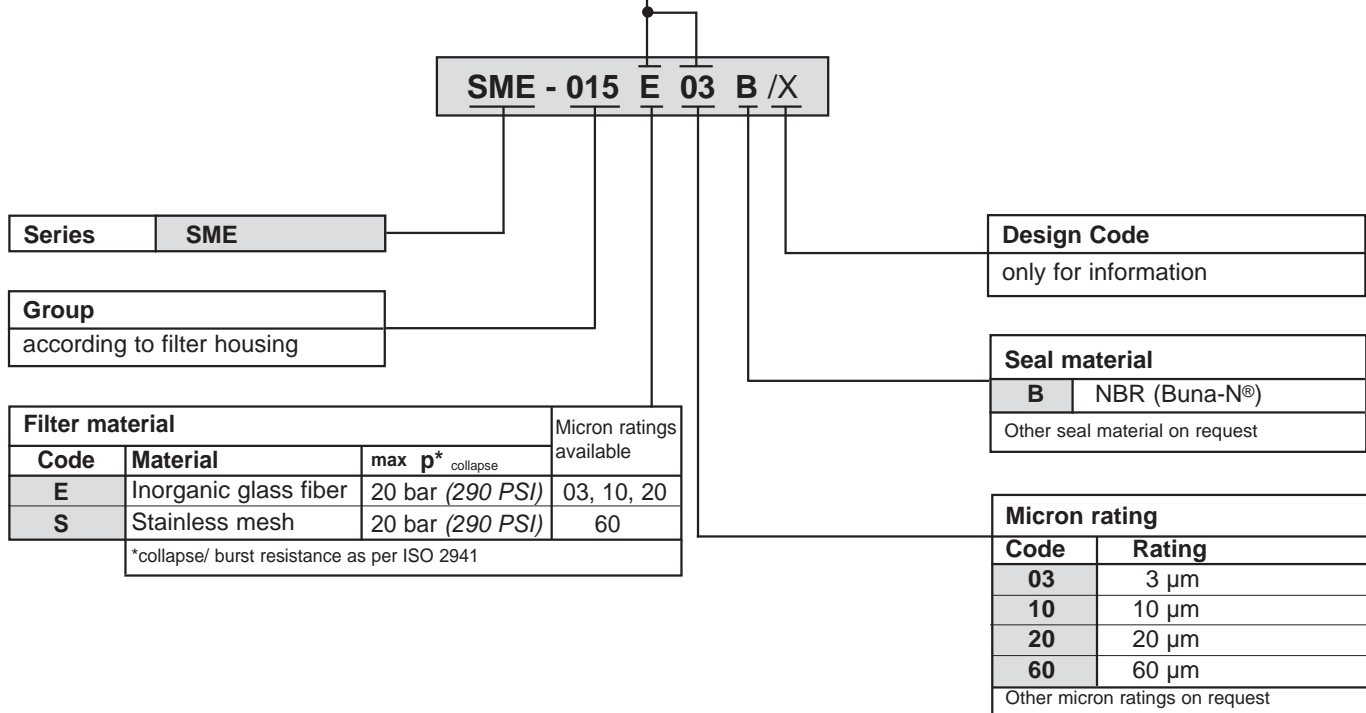 SME - 015 E 03 B /X
Series SME
Group
according to filter housing
Filter material Micron ratings available
Code Material max p* collapse
E Inorganic glass fiber 20 bar (290 PSI) 03, 10, 20
S Stainless mesh 20 bar (290 PSI) 60
*collapse/ burst resistance as per ISO 2941
Design Code
only for information
Seal material
B NBR (Buna-N®)
Other seal material on request
Micron rating
Code Rating
03 3 µm
10 10 µm
20 20 µm
60 60 µm
Other micron ratings on request